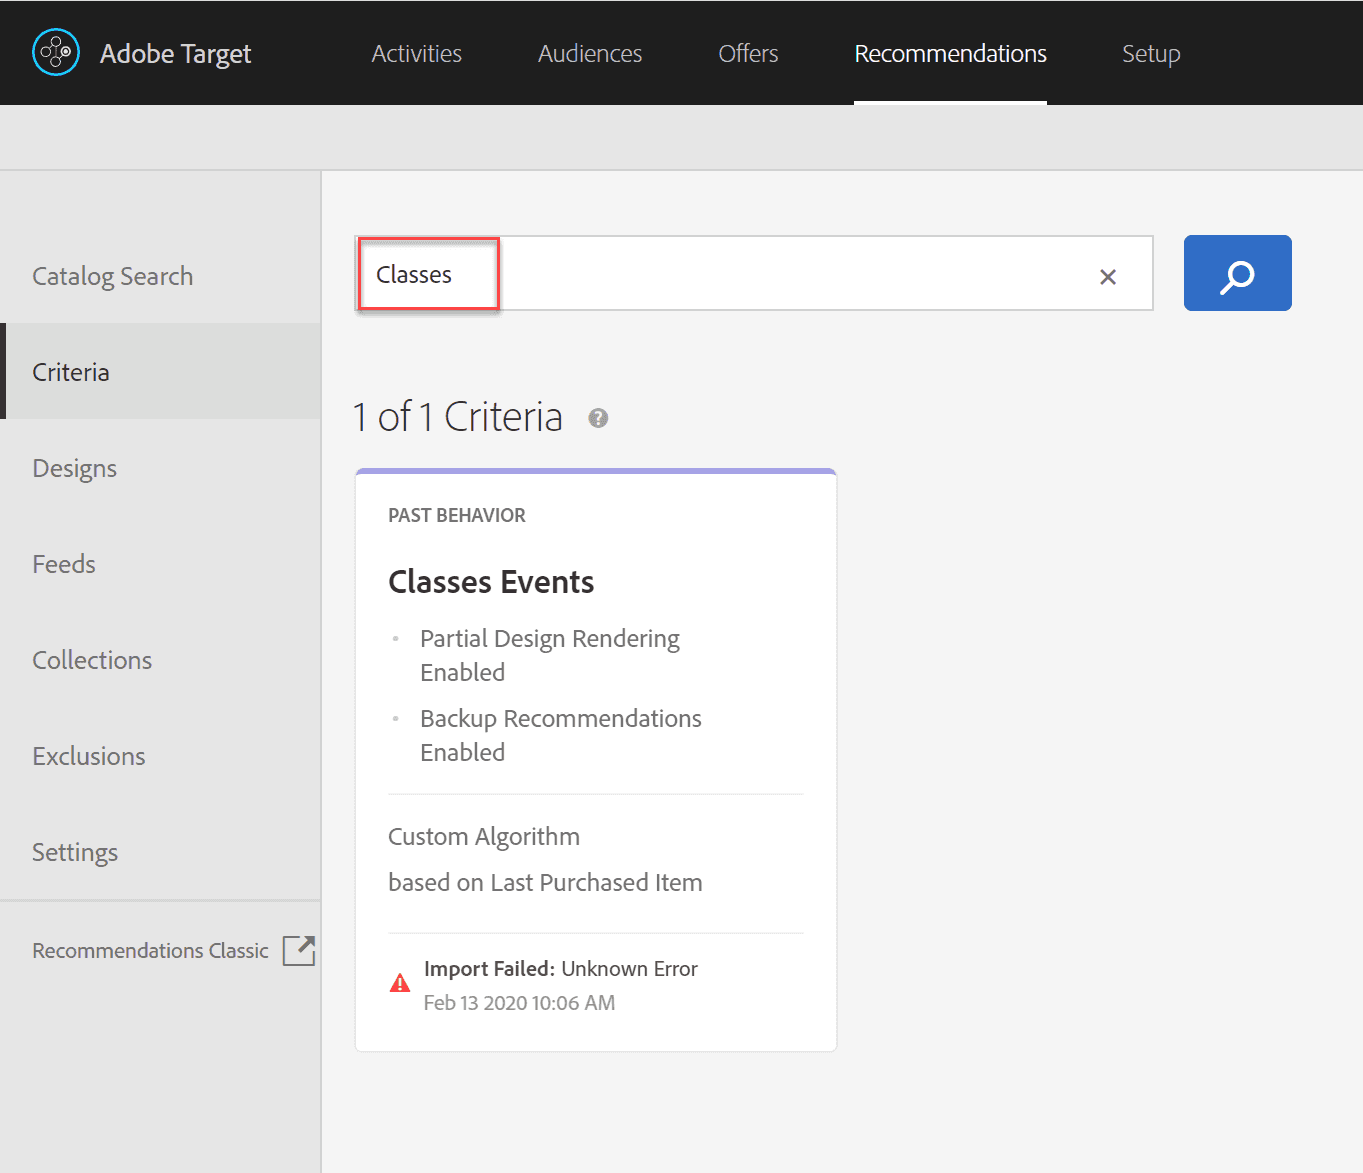 Adobe Target
Activities
Audiences
Offers
Recommendations
Setup
Catalog Search
Criteria
Designs
Feeds
Collections
Exclusions
Settings
Recommendations Classic
Classes
1 of 1 Criteria
PAST BEHAVIOR
Classes Events
Partial Design Rendering
Enabled
Backup Recommendations
Enabled
Custom Algorithm
based on Last Purchased Item
Import Failed: Unknown Error
Feb 13 2020 10:06 AM